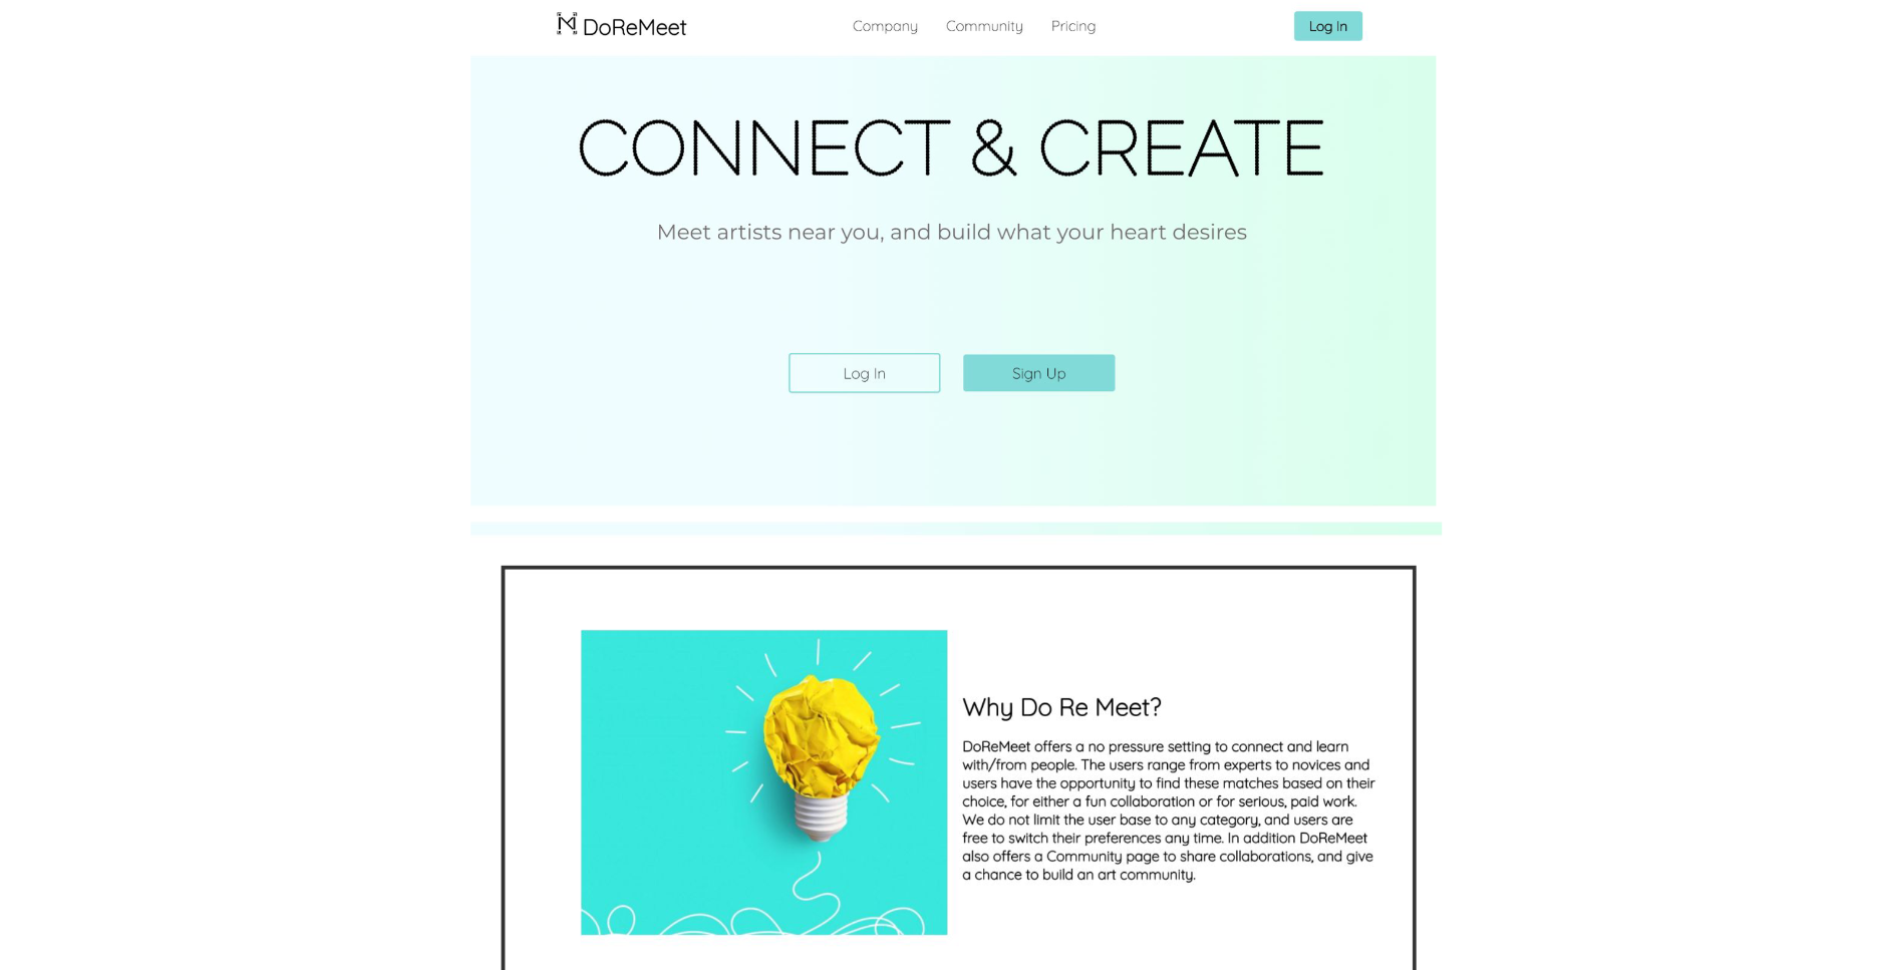 DoReMeet
Company Community Pricing
Log In
CONNECT & CREATE
Meet artists near you, and build what your heart desires
Log In
Sign Up
Why Do Re Meet?
DoReMeet offers a no pressure setting to connect and learn
with/from people. The users range from experts to novices and
users have the opportunity to find these matches based on their
choice, for either a fun collaboration or for serious, paid work.
We do not limit the user base to any category, and users are
free to switch their preferences any time. In addition DoReMeet
also offers a Community page to share collaborations, and give
a chance to build an art community.